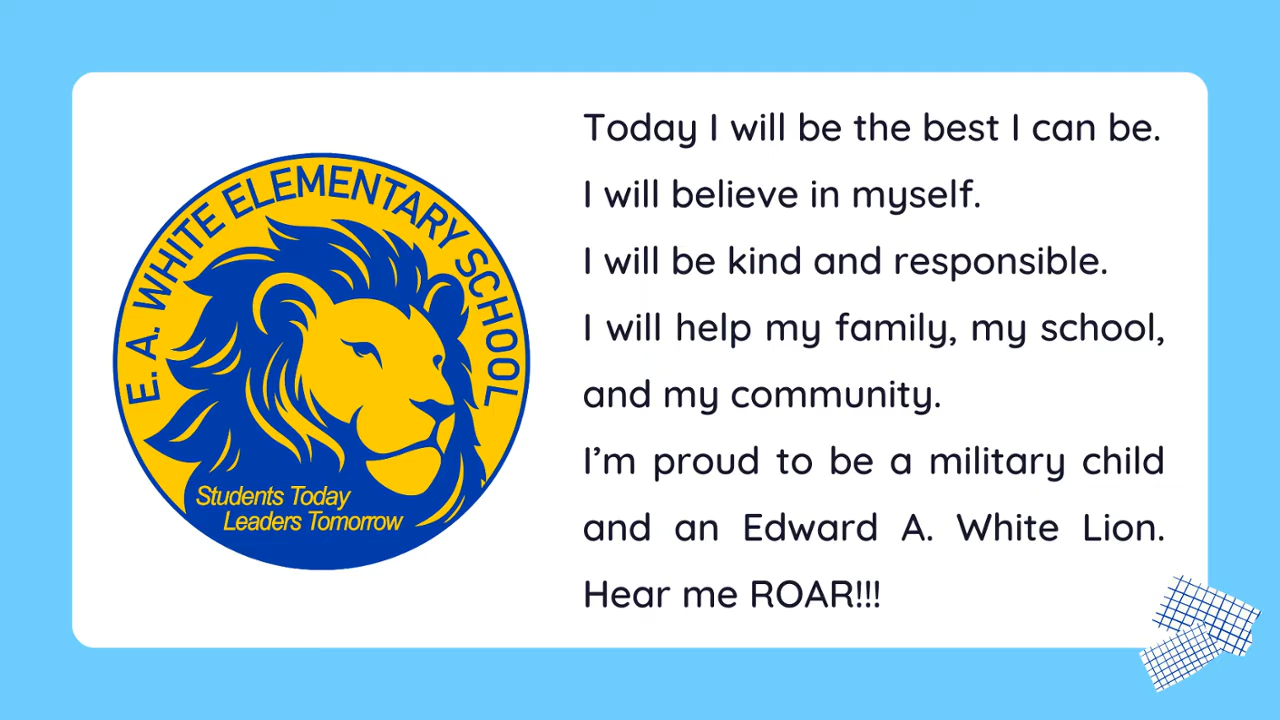 E. A. WHITE ELEMENTARY SCHOOL
Students Today
Leaders Tomorrow
Today I will be the best I can be.
I will believe in myself.
I will be kind and responsible.
I will help my family, my school,
and my community.
I’m proud to be a military child
and an Edward A. White Lion.
Hear me ROAR!!!